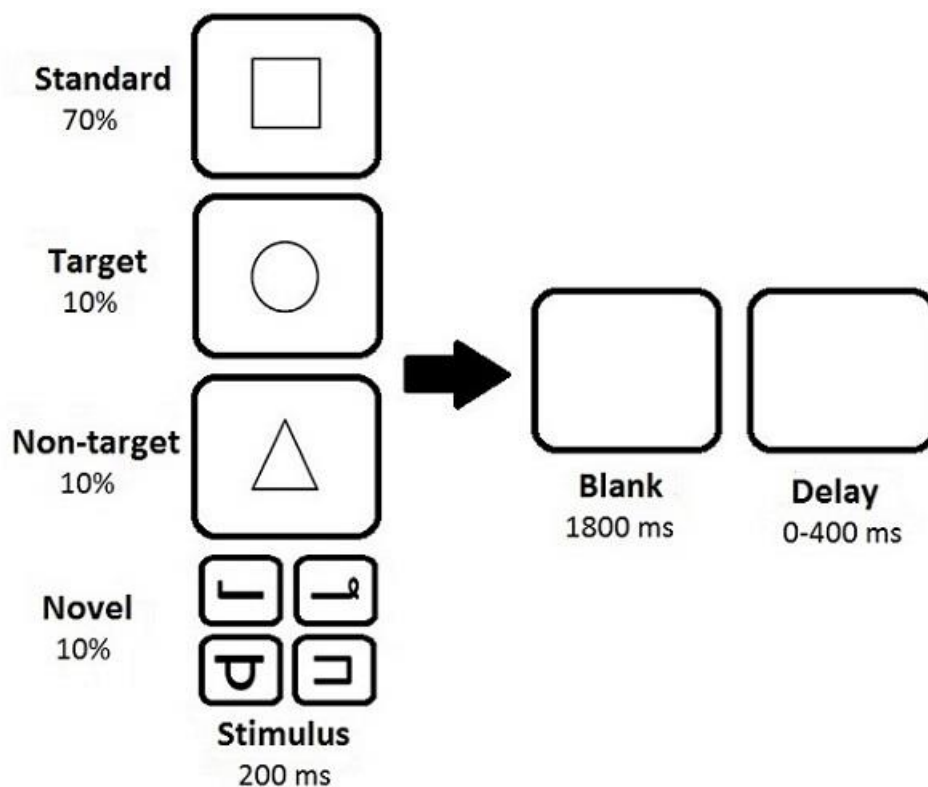 Standard
70%
Target
10%
Non-target
10%
Novel
10%
Stimulus
200 ms
Blank
1800 ms
Delay
0-400 ms